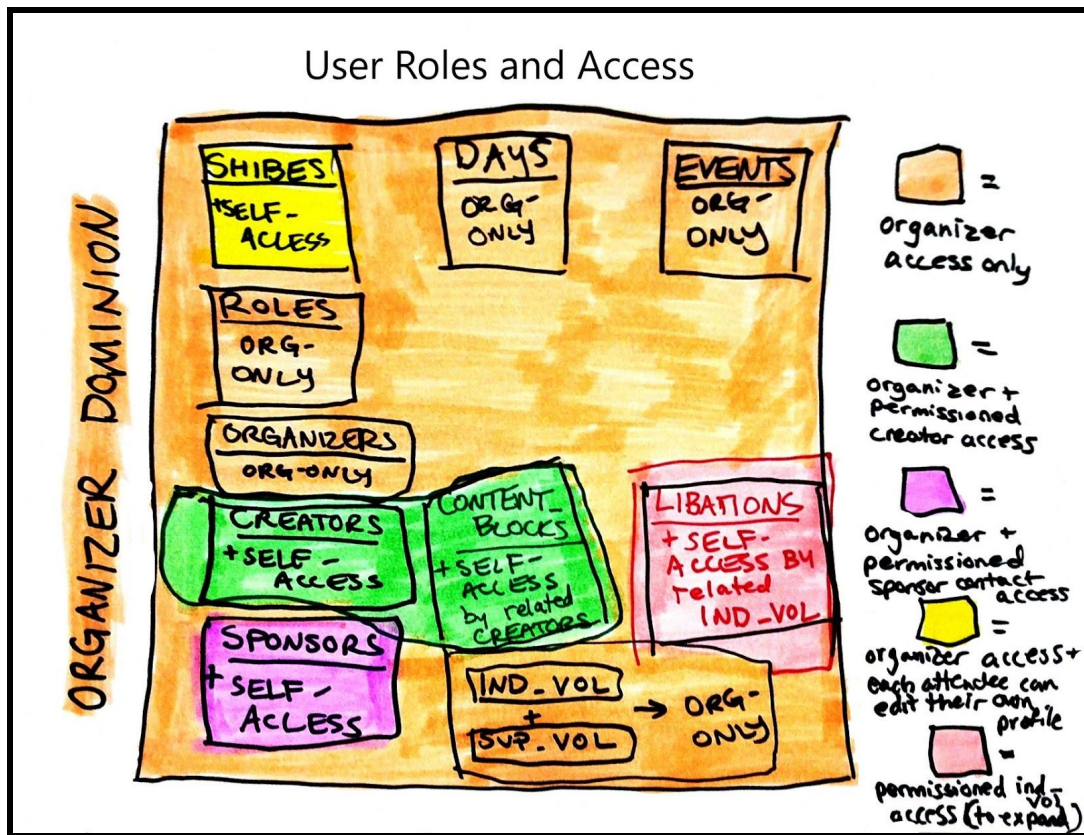 User Roles and Access
ORGANIZER DOMINION
SHIBES
+SELF-
ACCESS
DAYS
ORG-
ONLY
EVENTS
ORG-
ONLY
ROLES
ORG-
ONLY
ORGANIZERS
ORG-ONLY
CREATORS
+ SELF-
ACCESS
CONTENT_
BLOCKS
+ SELF-
ACCESS
by related
CREATORS
LIBATIONS
+ SELF-
ACCESS BY
related
IND_VOL
SPONSORS
+ SELF-
ACCESS
IND_VOL
+
SUP_VOL
→ ORG-
ONLY
=
organizer
access only
=
organizer +
permissioned
creator access
=
organizer +
permissioned
sponsor contact
access
=
organizer access +
each attendee can
edit their own
profile
=
permissioned ind_
vol
access (to expand)